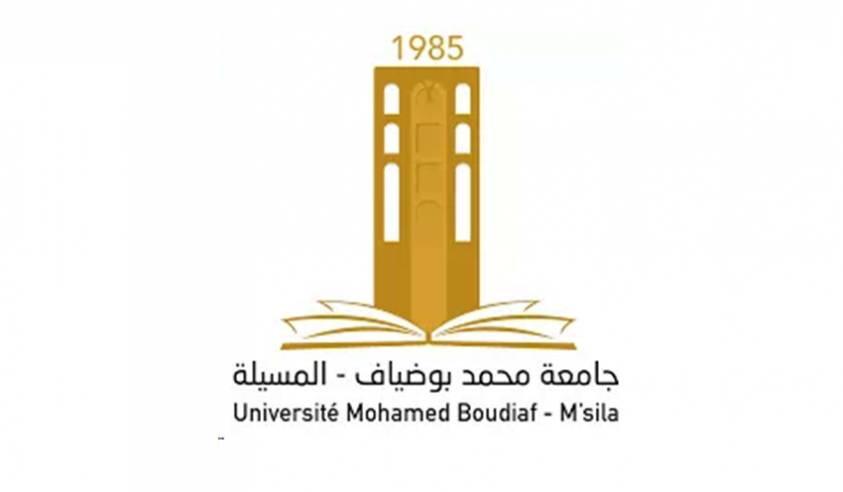 1985
جامعة محمد بوضياف - المسيلة
Université Mohamed Boudiaf - M'sila